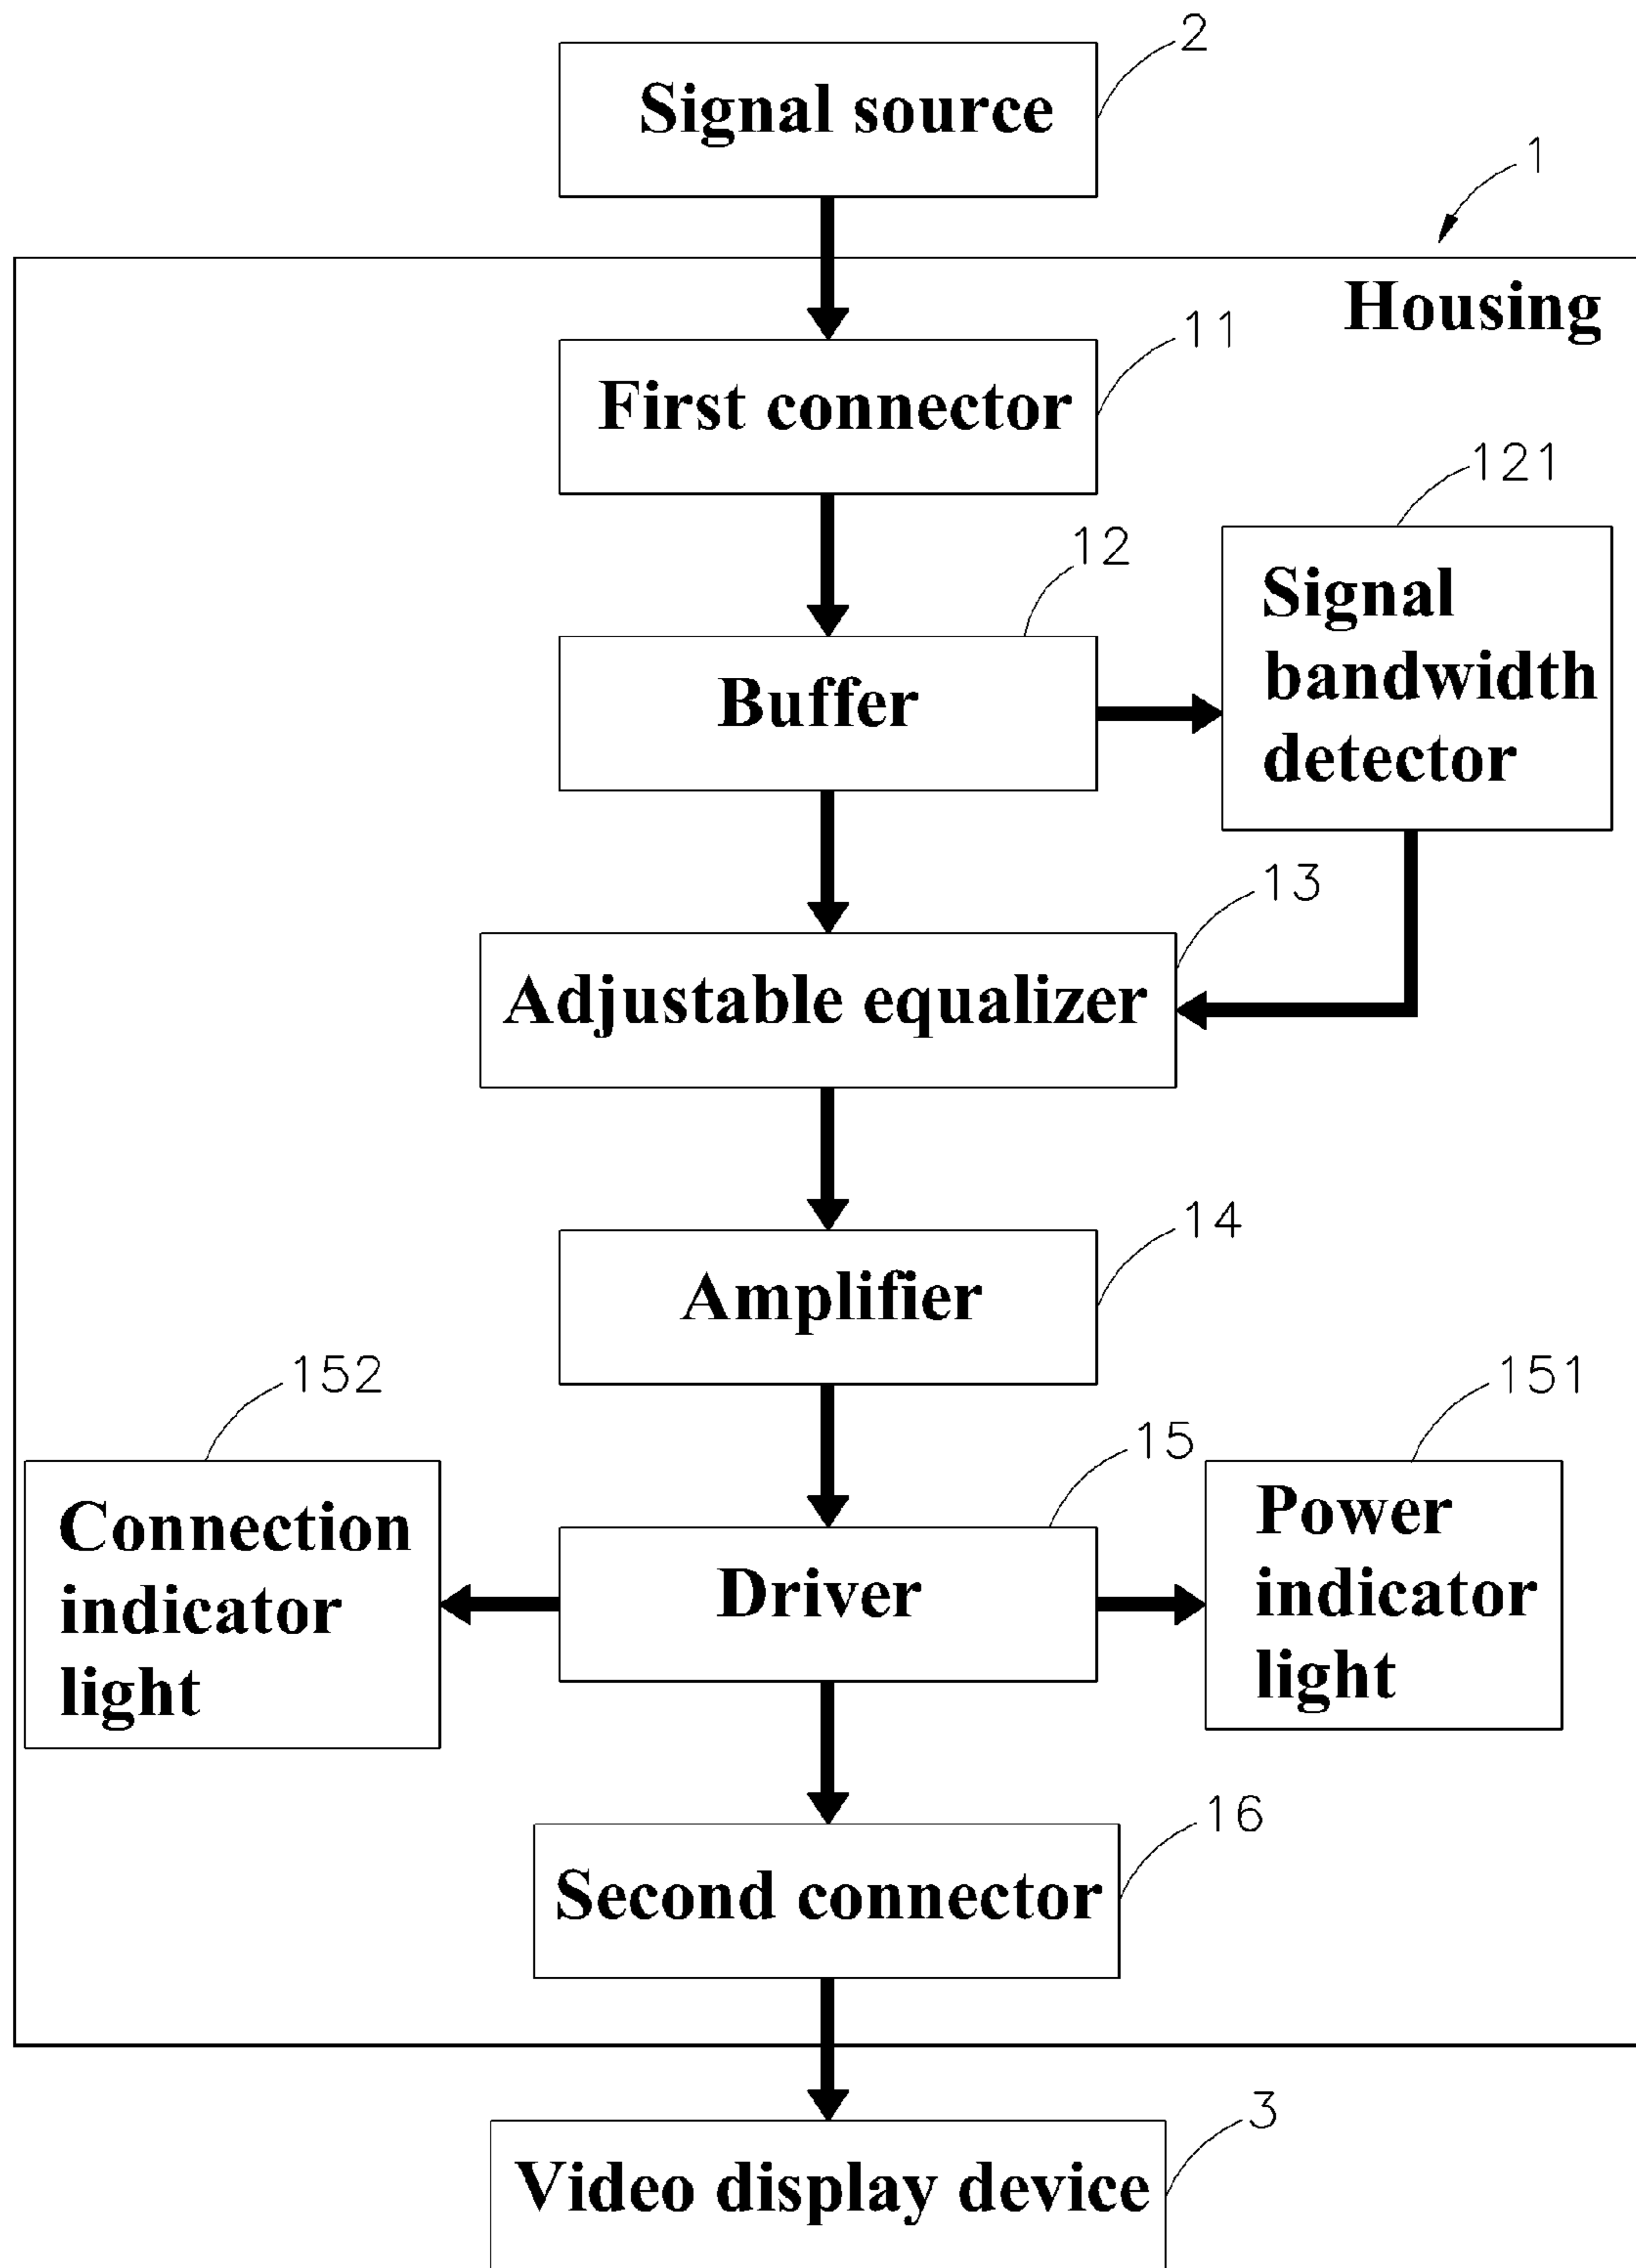 2
Signal source
1
Housing
11
First connector
121
12
Signal
bandwidth
detector
Buffer
13
Adjustable equalizer
14
Amplifier
152
151
15
Connection
indicator
light
Driver
Power
indicator
light
16
Second connector
3
Video display device